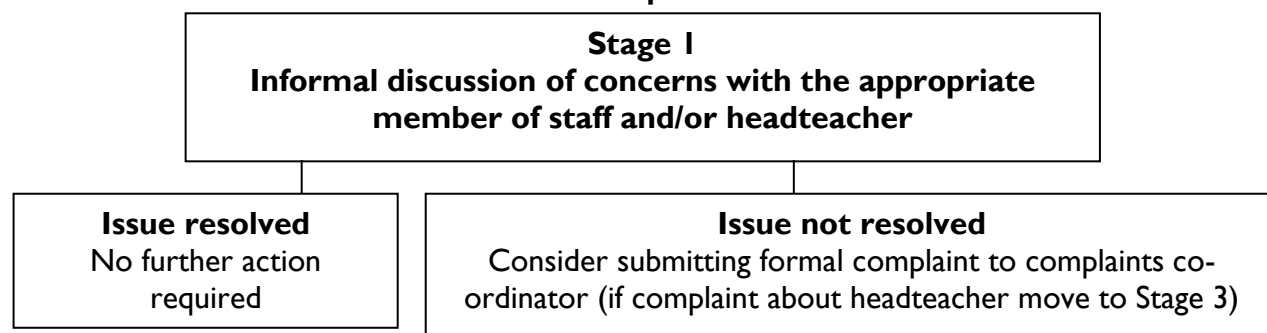 Stage 1
Informal discussion of concerns with the appropriate
member of staff and/or headteacher
Issue resolved
No further action
required
Issue not resolved
Consider submitting formal complaint to complaints co-
ordinator (if complaint about headteacher move to Stage 3)